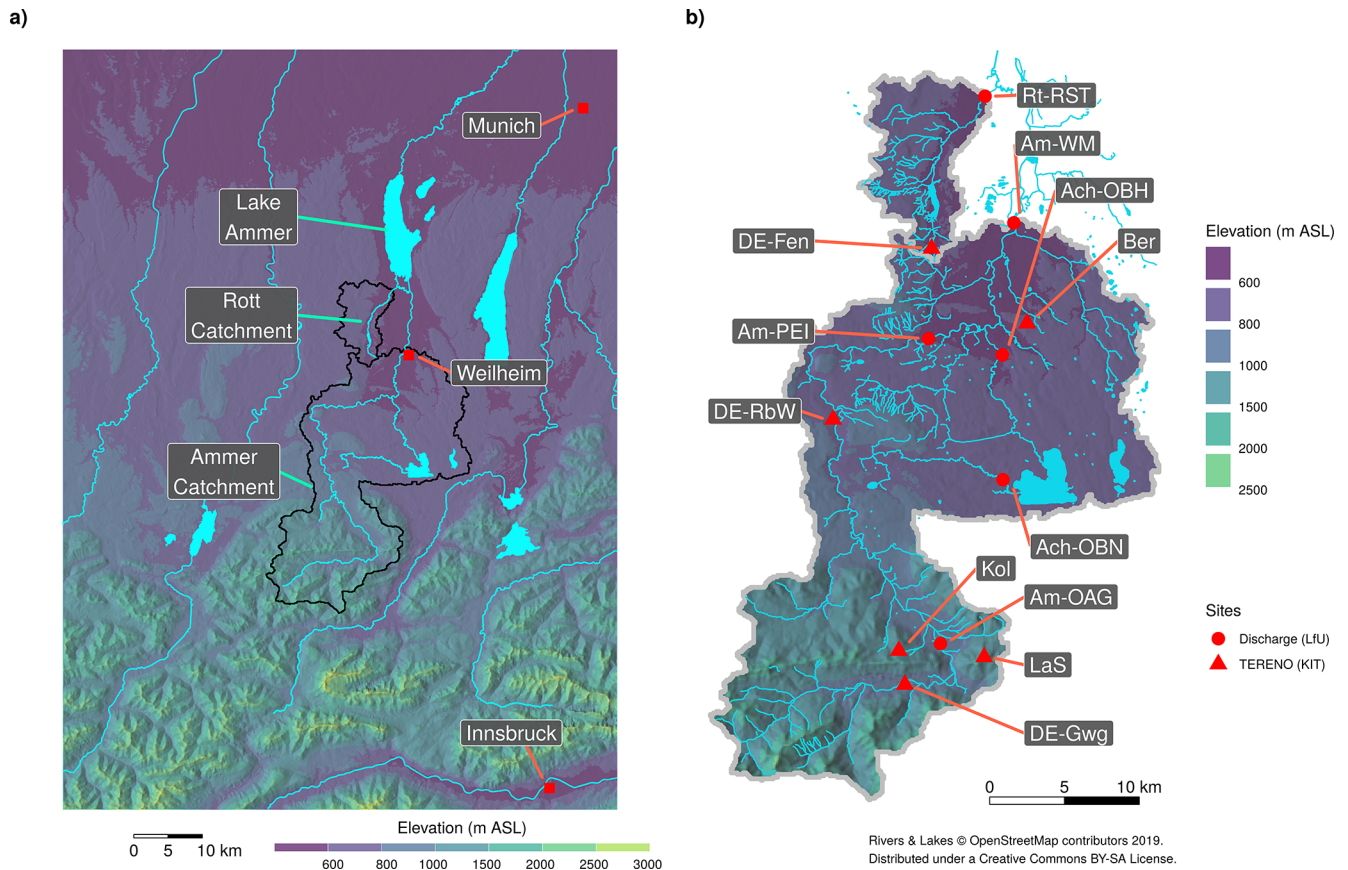 a)
Munich
Lake
Ammer
Rott
Catchment
Weilheim
Ammer
Catchment
Innsbruck
0 5 10 km
Elevation (m ASL)
600 800 1000 1500 2000 2500 3000
b)
Rt-RST
Am-WM
Ach-OBH
Ber
DE-Fen
Am-PEI
DE-RbW
Ach-OBN
Kol
Am-OAG
LaS
DE-Gwg
0 5 10 km
Elevation (m ASL)
600
800
1000
1500
2000
2500
Sites
Discharge (LfU)
TERENO (KIT)
Rivers & Lakes © OpenStreetMap contributors 2019.
Distributed under a Creative Commons BY-SA License.